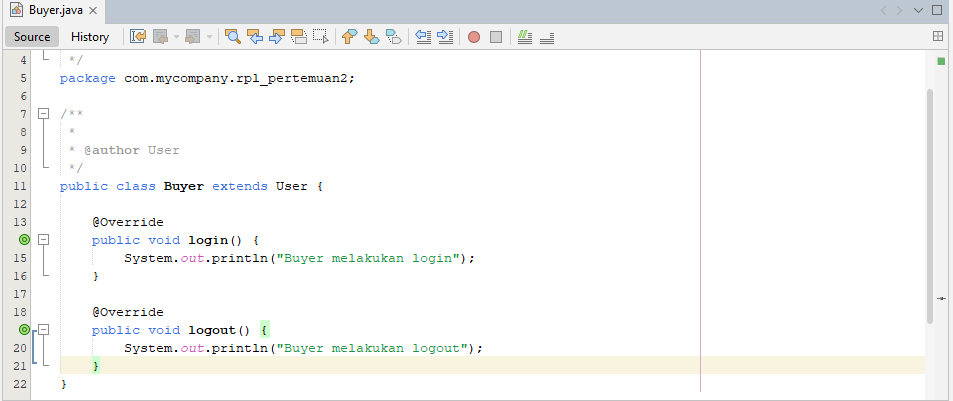 Buyer.java
Source History
4 */
5 package com.mycompany.rpl_pertemuan2;
6
7 /**
8 *
9 * @author User
10 */
11 public class Buyer extends User {
12
13 @Override
public void login() {
15 System.out.println("Buyer melakukan login");
16 }
17
18 @Override
public void logout() {
20 System.out.println("Buyer melakukan logout");
21 }
22 }